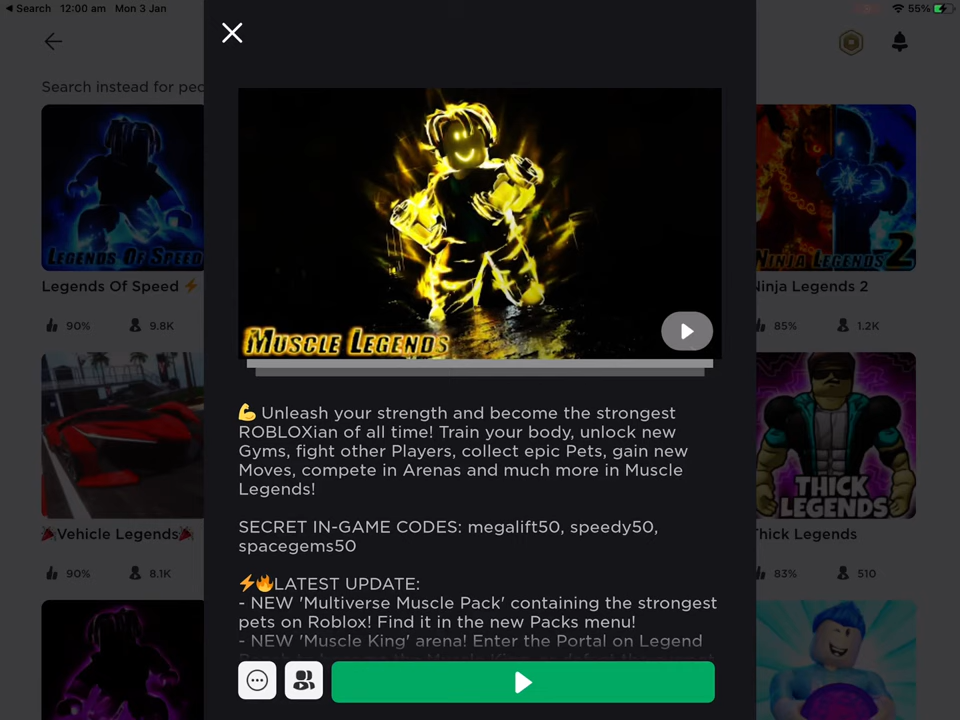 Search 12:00 am Mon 3 Jan 55%
Search instead for peo
LEGENDS OF SPEED
Legends Of Speed
90% 9.8K
Vehicle Legends
90% 8.1K
MUSCLE LEGENDS
💪 Unleash your strength and become the strongest
ROBLOXian of all time! Train your body, unlock new
Gyms, fight other Players, collect epic Pets, gain new
Moves, compete in Arenas and much more in Muscle
Legends!
SECRET IN-GAME CODES: megalift50, speedy50,
spacegems50
⚡🔥LATEST UPDATE:
- NEW 'Multiverse Muscle Pack' containing the strongest
pets on Roblox! Find it in the new Packs menu!
- NEW 'Muscle King' arena! Enter the Portal on Legend
NINJA LEGENDS 2
Ninja Legends 2
85% 1.2K
THICK
LEGENDS
Thick Legends
83% 510